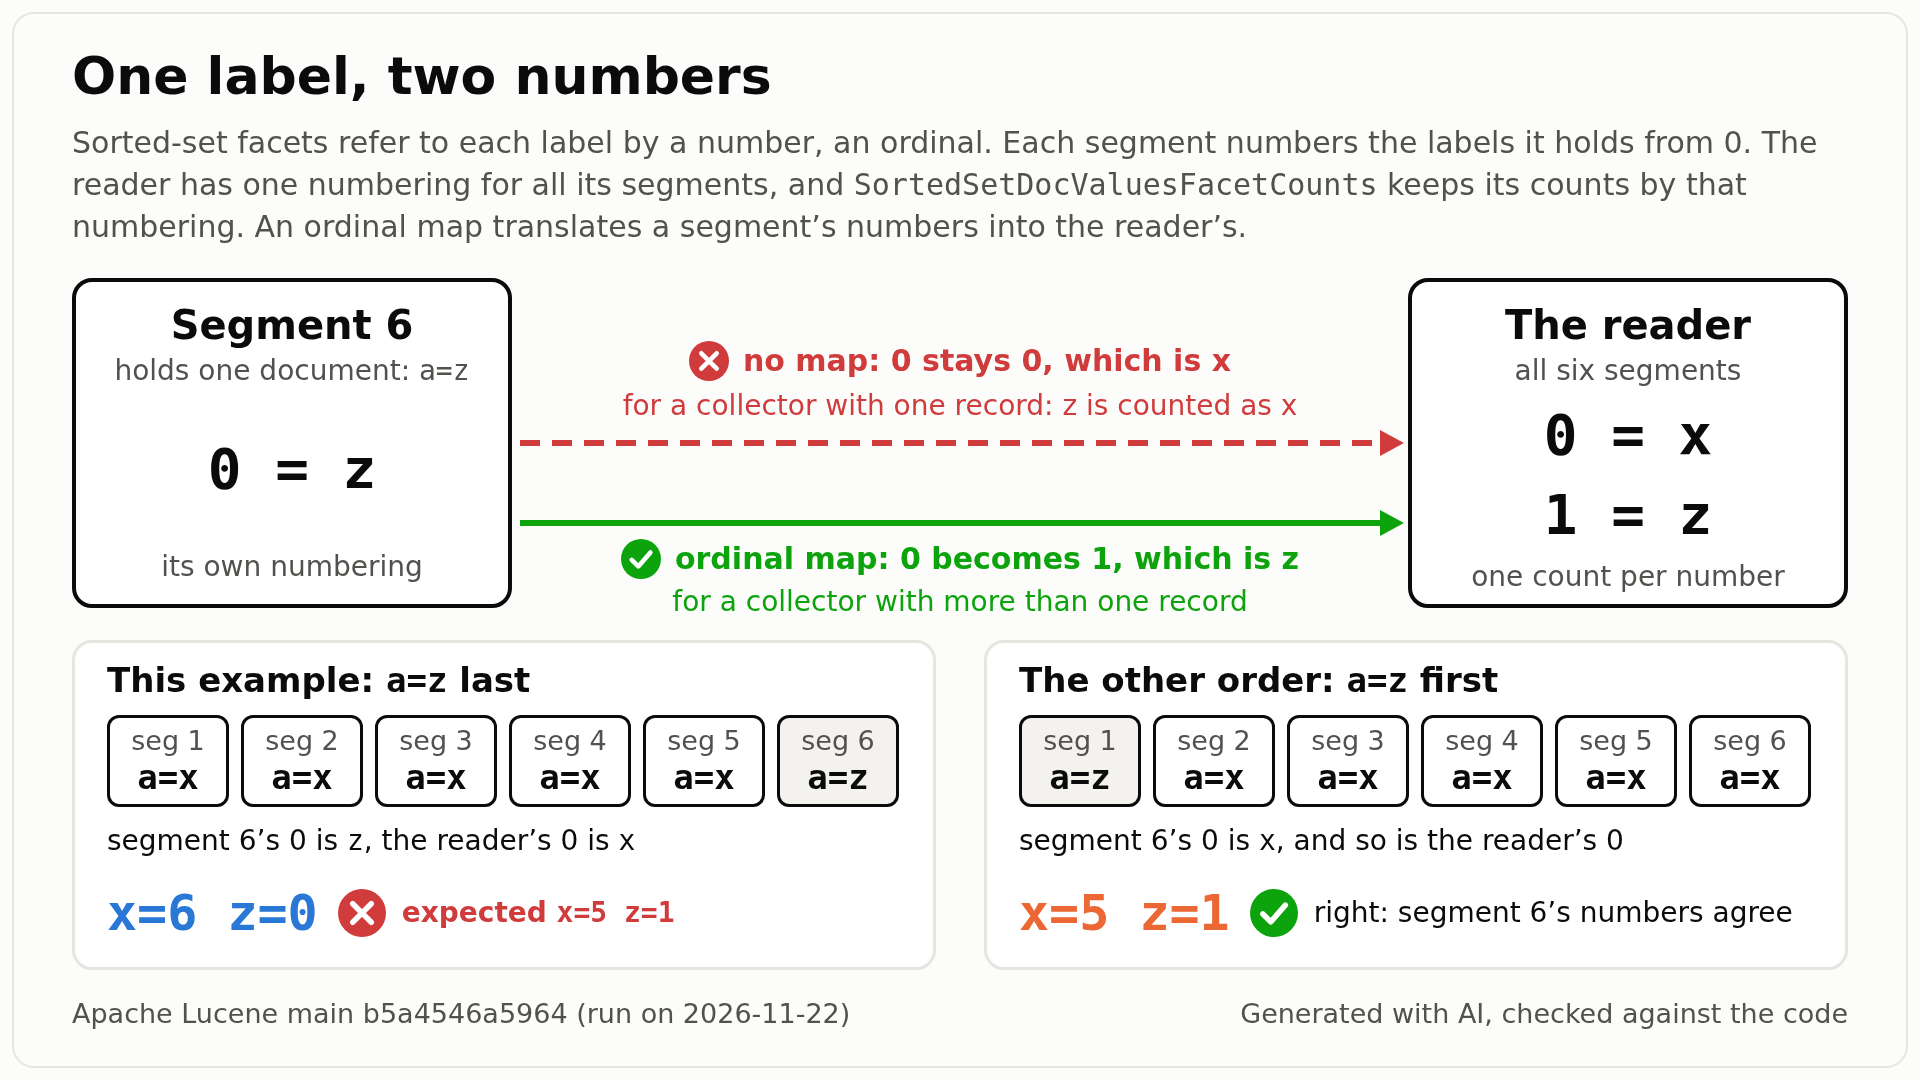 One label, two numbers
Sorted-set facets refer to each label by a number, an ordinal. Each segment numbers the labels it holds from 0. The
reader has one numbering for all its segments, and SortedSetDocValuesFacetCounts keeps its counts by that
numbering. An ordinal map translates a segment’s numbers into the reader’s.
Segment 6
holds one document: a=z
0 = z
its own numbering
no map: 0 stays 0, which is x
for a collector with one record: z is counted as x
ordinal map: 0 becomes 1, which is z
for a collector with more than one record
The reader
all six segments
0 = x
1 = z
one count per number
This example: a=z last
seg 1 seg 2 seg 3 seg 4 seg 5 seg 6
a=x a=x a=x a=x a=x a=z
segment 6’s 0 is z, the reader’s 0 is x
x=6 z=0 expected x=5 z=1
The other order: a=z first
seg 1 seg 2 seg 3 seg 4 seg 5 seg 6
a=z a=x a=x a=x a=x a=x
segment 6’s 0 is x, and so is the reader’s 0
x=5 z=1 right: segment 6’s numbers agree
Apache Lucene main b5a4546a5964 (run on 2026-11-22)
Generated with AI, checked against the code